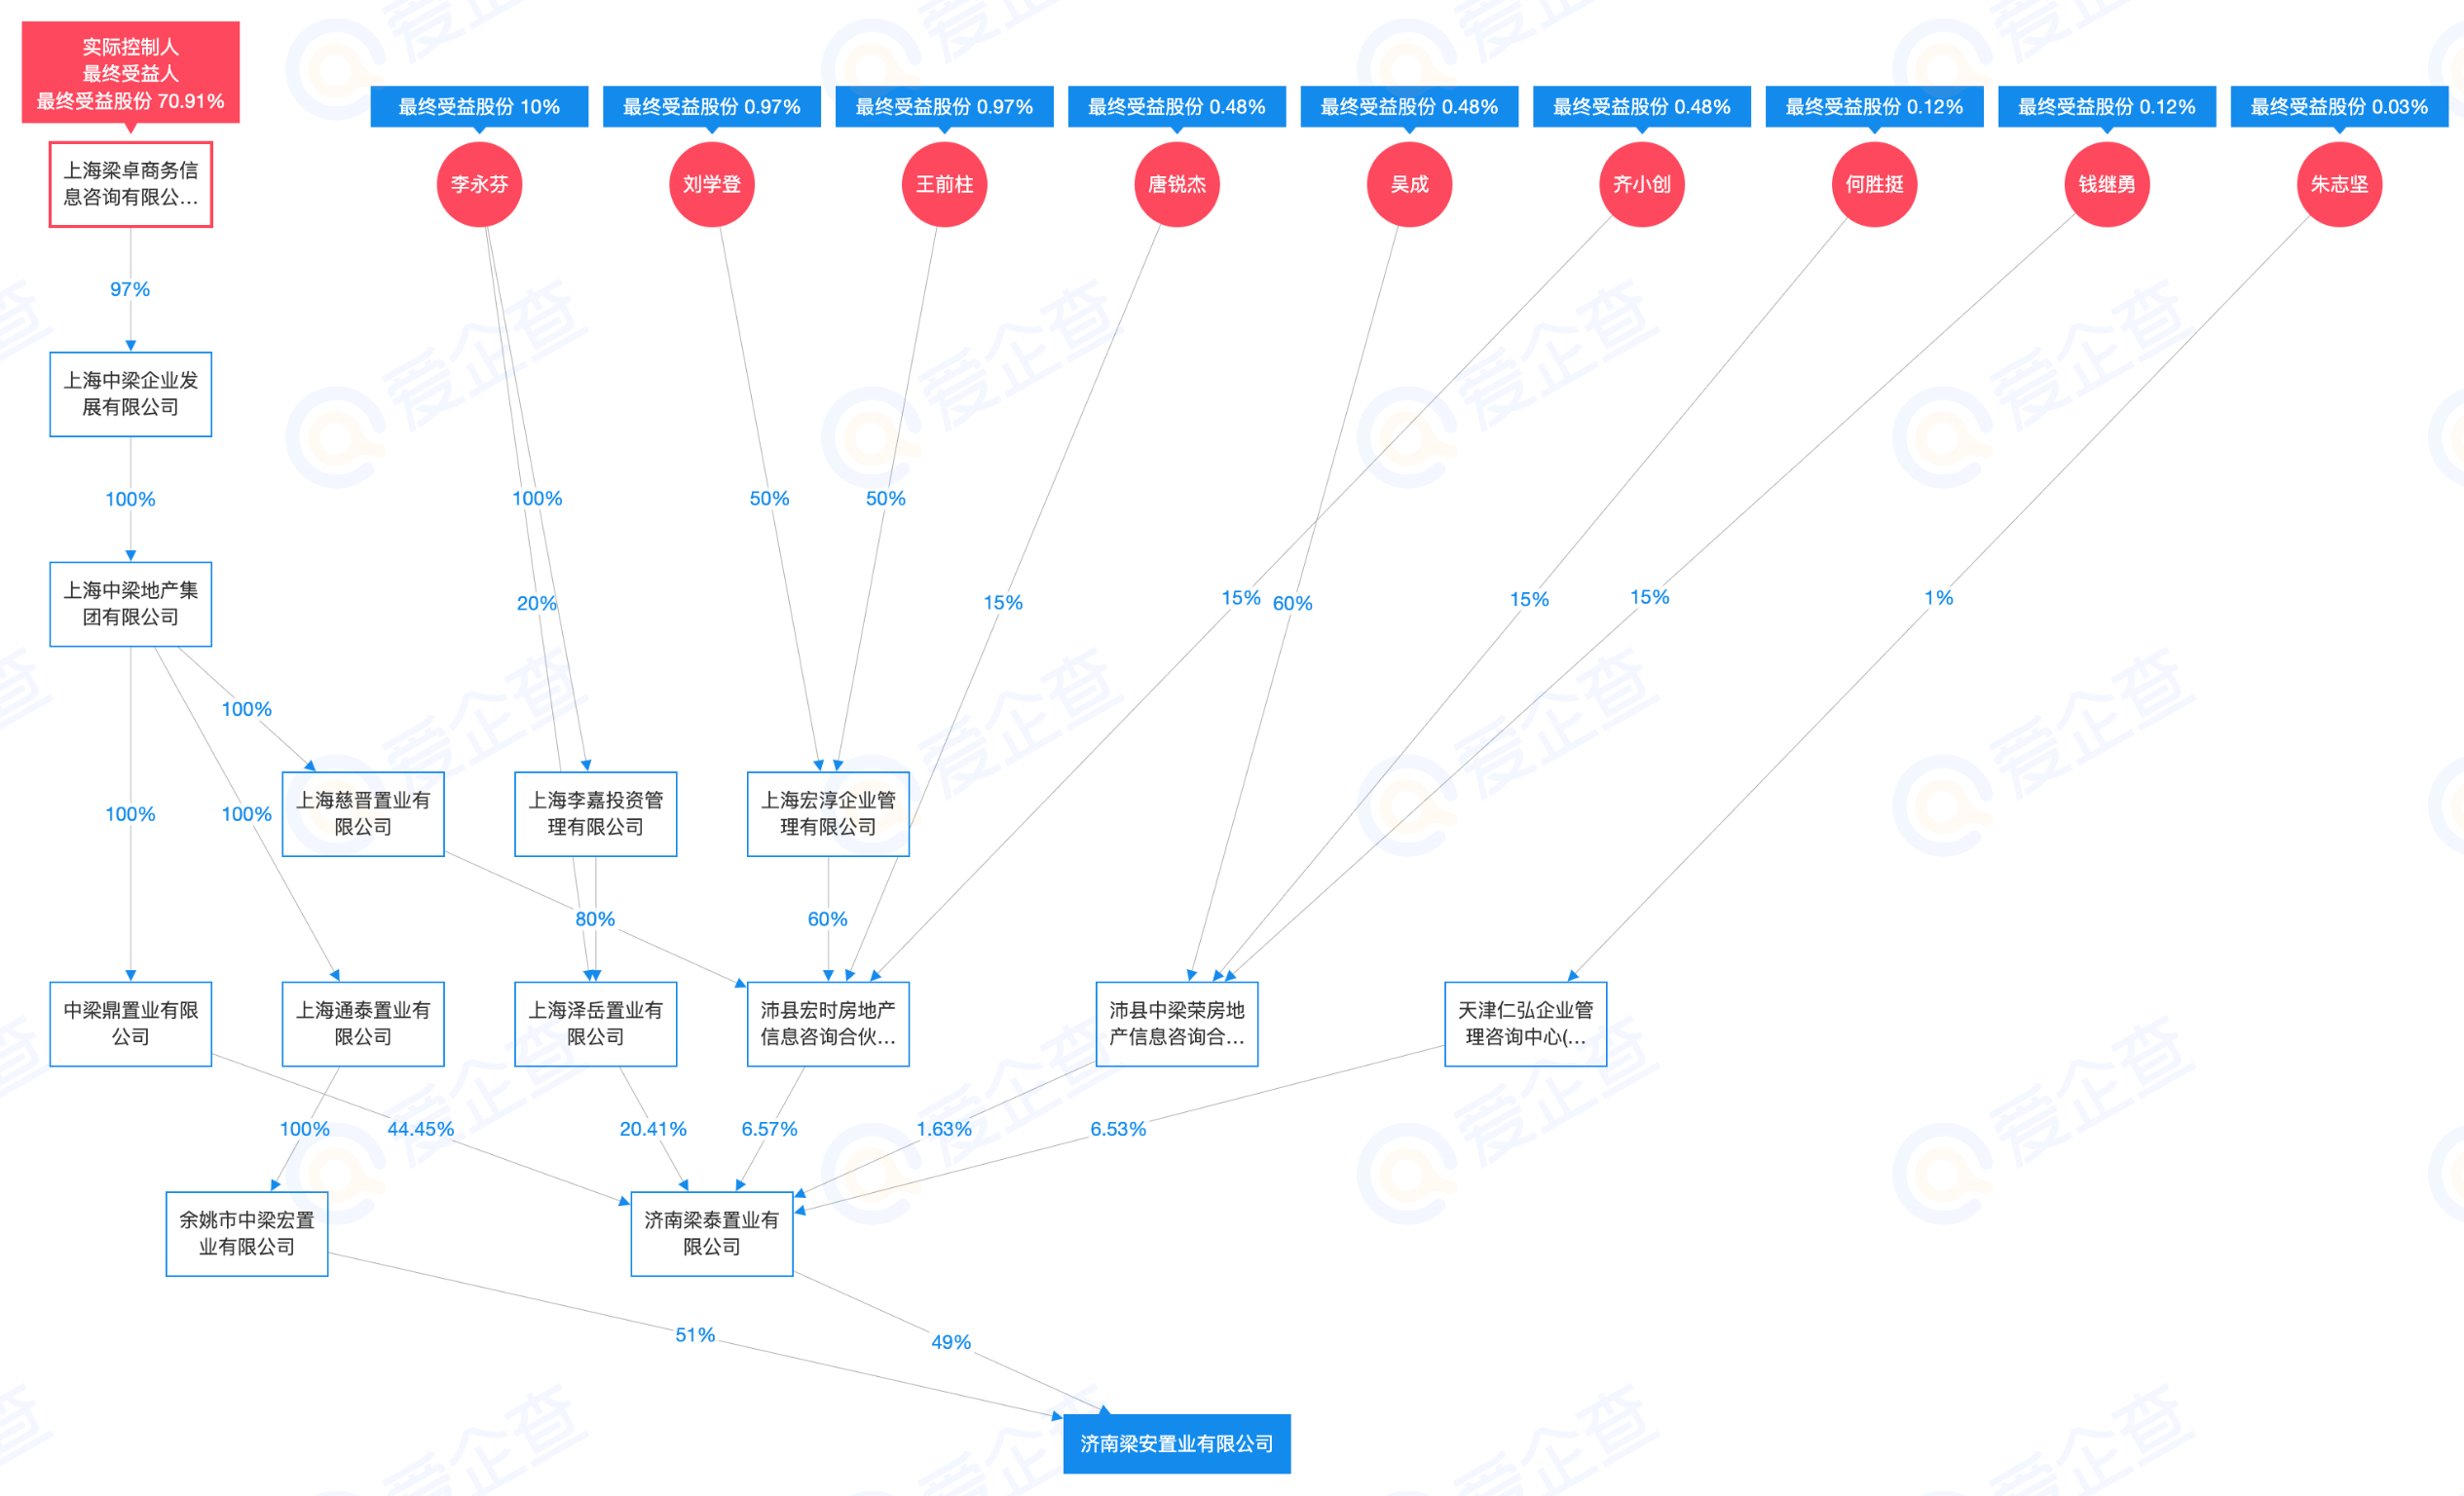 实际控制人
最终受益人
最终受益股份 70.91%
最终受益股份 10%
最终受益股份 0.97%
最终受益股份 0.97%
最终受益股份 0.48%
最终受益股份 0.48%
最终受益股份 0.48%
最终受益股份 0.12%
最终受益股份 0.12%
最终受益股份 0.03%
上海梁卓商务信
息咨询有限公...
李永芬
刘学登
王前柱
唐锐杰
吴成
齐小创
何胜挺
钱继勇
朱志坚
97%
上海中梁企业发
展有限公司
100%
100%
50%
50%
上海中梁地产集
团有限公司
20%
15%
15%
60%
15%
15%
1%
100%
100%
100%
上海慈晋置业有
限公司
上海李嘉投资管
理有限公司
上海宏淳企业管
理有限公司
80%
60%
中梁鼎置业有限
公司
上海通泰置业有
限公司
上海泽岳置业有
限公司
沛县宏时房地产
信息咨询合伙...
沛县中梁荣房地
产信息咨询合...
天津仁弘企业管
理咨询中心(...
100%
44.45%
20.41%
6.57%
1.63%
6.53%
余姚市中梁宏置
业有限公司
济南梁泰置业有
限公司
51%
49%
济南梁安置业有限公司
爱企查